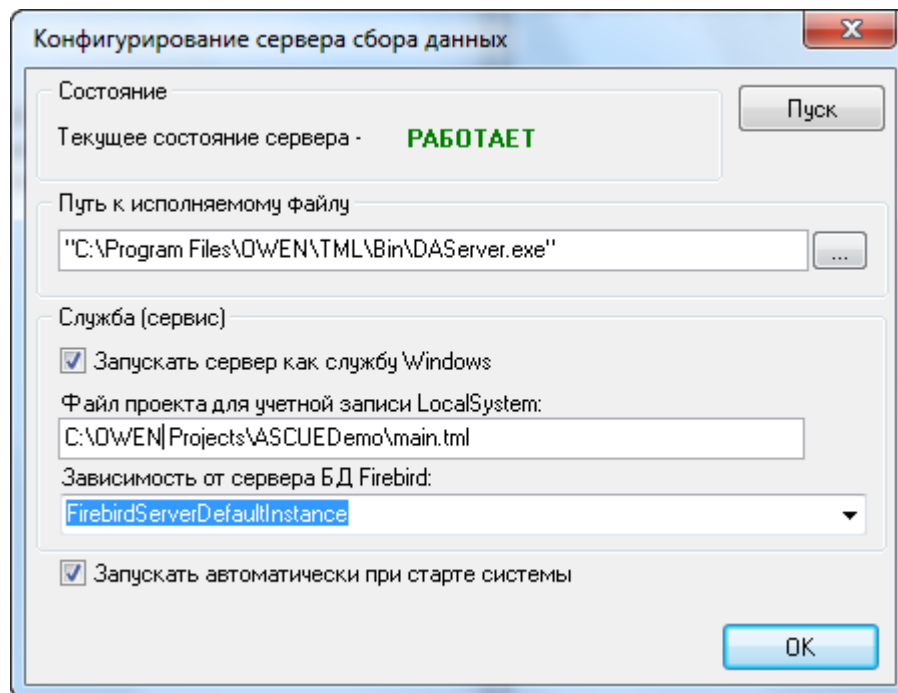 Конфигурирование сервера сбора данных
Состояние
Пуск
Текущее состояние сервера - РАБОТАЕТ
Путь к исполняемому файлу
"C:\Program Files\OWEN\TML\Bin\DAServer.exe"
...
Служба (сервис)
Запускать сервер как службу Windows
Файл проекта для учетной записи LocalSystem:
C:\OWEN Projects\ASCUEDemo\main.tml
Зависимость от сервера БД Firebird:
FirebirdServerDefaultInstance
Запускать автоматически при старте системы
OK